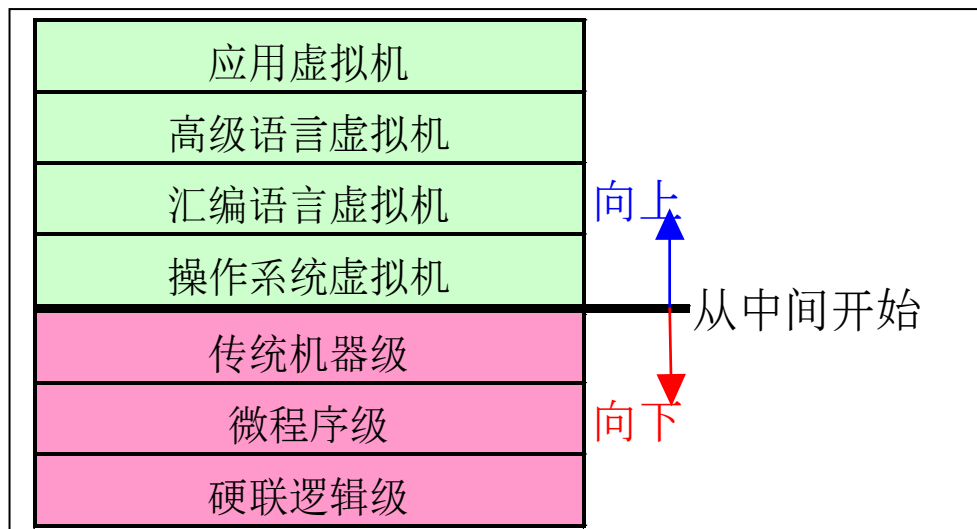 应用虚拟机
高级语言虚拟机
汇编语言虚拟机
向上
操作系统虚拟机
从中间开始
传统机器级
微程序级
向下
硬联逻辑级